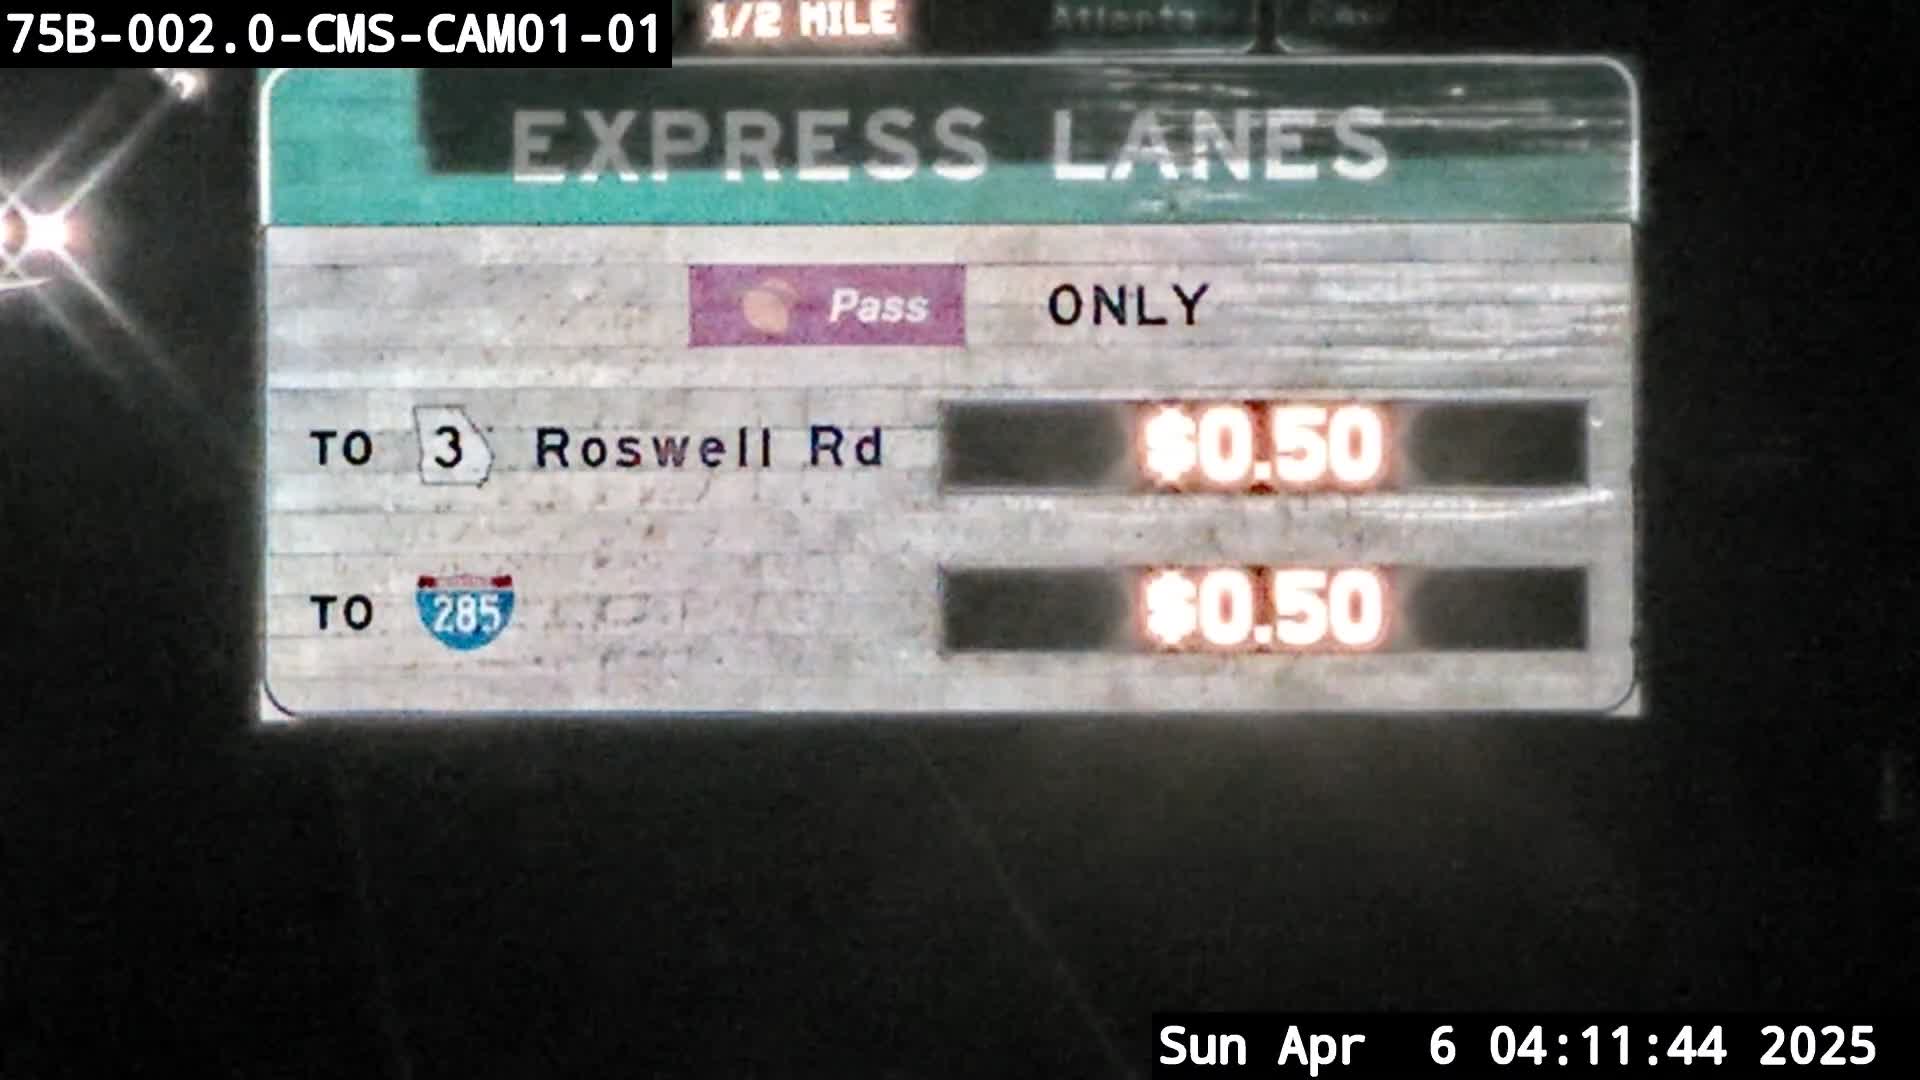 75B-002.0-CMS-CAM01-01
1/2 MILE
Atlanta
EXPRESS LANES
Pass ONLY
TO 3 Roswell Rd $0.50
TO 285 $0.50
Sun Apr 6 04:11:44 2025